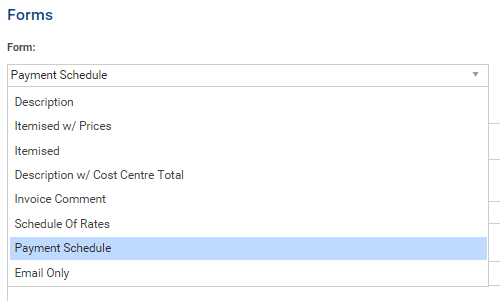 Forms
Form:
Payment Schedule
Description
Itemised w/ Prices
Itemised
Description w/ Cost Centre Total
Invoice Comment
Schedule Of Rates
Payment Schedule
Email Only